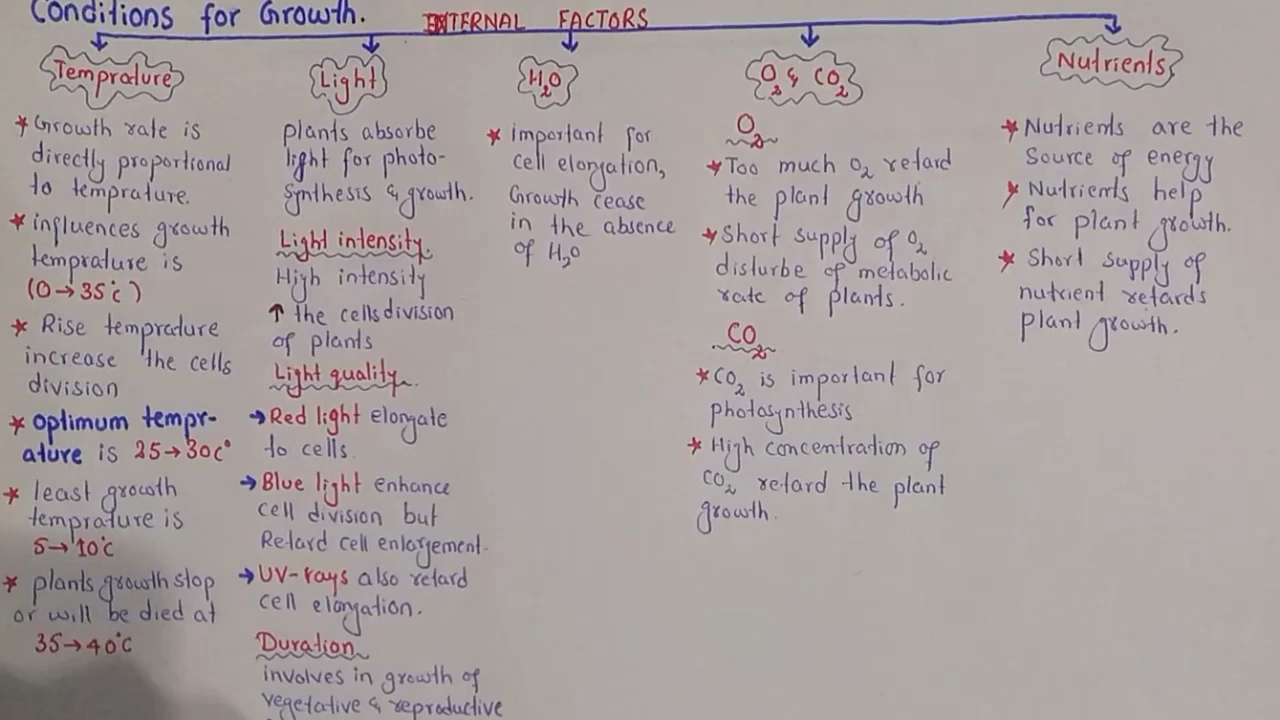 Conditions for Growth.
EXTERNAL FACTORS
Temprature
* Growth rate is
directly proportional
to temprature.
* influences growth
temprature is
(0→35°c)
* Rise temprature
increase the cells
division
* optimum tempr-
ature is 25→30c°
* least growth
temprature is
5→10°c
* plants growth stop
or will be died at
35→40°c
Light
plants absorbe
light for photo-
synthesis & growth.
Light intensity.
High intensity
↑ the cells division
of plants
Light quality.
→ Red light elongate
to cells.
→ Blue light enhance
cell division but
Retard cell enlargement.
→ UV-rays also retard
cell elongation.
Duration
involves in growth of
vegetative & reproductive
H₂O
* important for
cell elongation,
Growth cease
in the absence
of H₂O
O₂ & CO₂
O₂
* Too much O₂ retard
the plant growth
* Short supply of O₂
disturbe of metabolic
rate of plants.
CO₂
* CO₂ is important for
photosynthesis
* High concentration of
CO₂ retard the plant
growth.
Nutrients
* Nutrients are the
Source of energy
* Nutrients help
for plant growth.
* Short supply of
nutrient retards
plant growth.